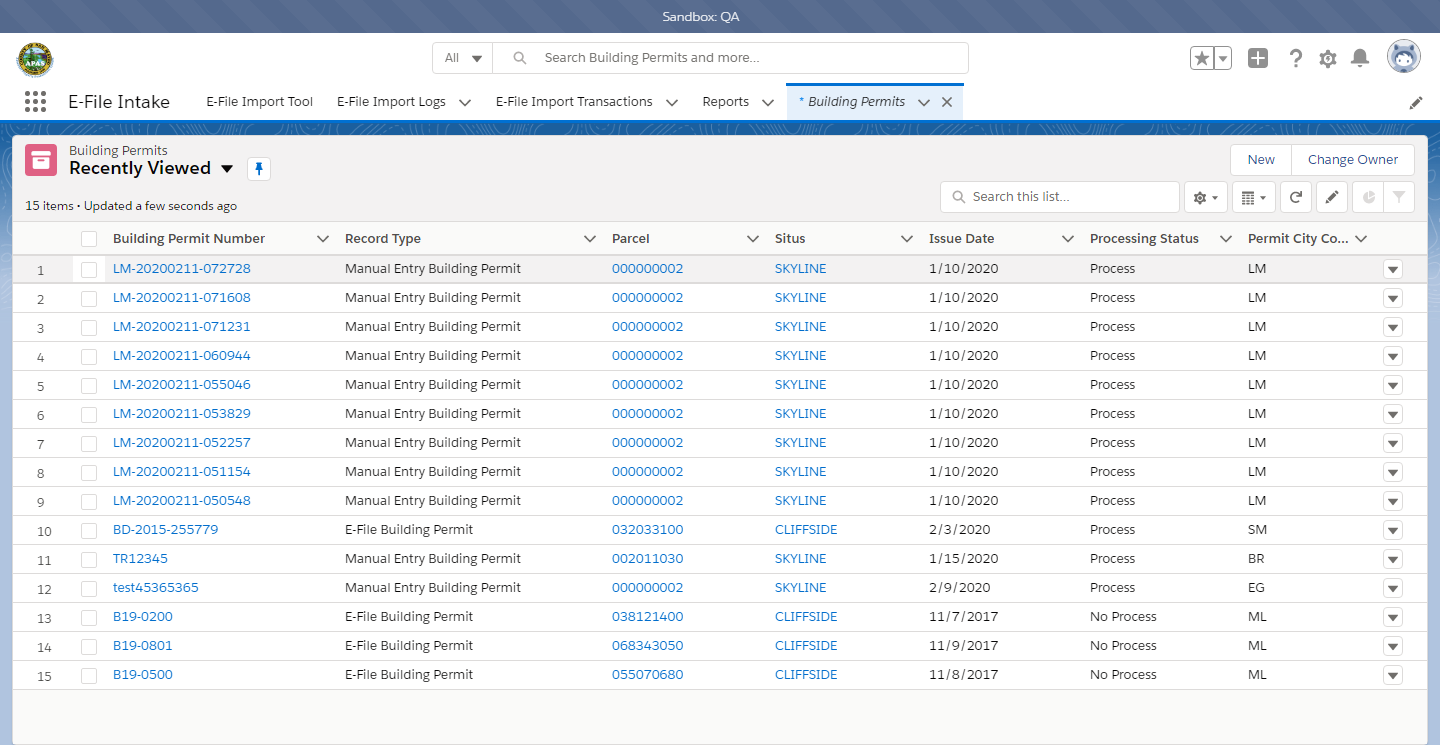 Sandbox: QA
APAS
All Search Building Permits and more...
E-File Intake E-File Import Tool E-File Import Logs E-File Import Transactions Reports * Building Permits
Building Permits
Recently Viewed
New Change Owner
15 items • Updated a few seconds ago
Search this list...
Building Permit Number Record Type Parcel Situs Issue Date Processing Status Permit City Co...
1 LM-20200211-072728 Manual Entry Building Permit 000000002 SKYLINE 1/10/2020 Process LM
2 LM-20200211-071608 Manual Entry Building Permit 000000002 SKYLINE 1/10/2020 Process LM
3 LM-20200211-071231 Manual Entry Building Permit 000000002 SKYLINE 1/10/2020 Process LM
4 LM-20200211-060944 Manual Entry Building Permit 000000002 SKYLINE 1/10/2020 Process LM
5 LM-20200211-055046 Manual Entry Building Permit 000000002 SKYLINE 1/10/2020 Process LM
6 LM-20200211-053829 Manual Entry Building Permit 000000002 SKYLINE 1/10/2020 Process LM
7 LM-20200211-052257 Manual Entry Building Permit 000000002 SKYLINE 1/10/2020 Process LM
8 LM-20200211-051154 Manual Entry Building Permit 000000002 SKYLINE 1/10/2020 Process LM
9 LM-20200211-050548 Manual Entry Building Permit 000000002 SKYLINE 1/10/2020 Process LM
10 BD-2015-255779 E-File Building Permit 032033100 CLIFFSIDE 2/3/2020 Process SM
11 TR12345 Manual Entry Building Permit 002011030 SKYLINE 1/15/2020 Process BR
12 test45365365 Manual Entry Building Permit 000000002 SKYLINE 2/9/2020 Process EG
13 B19-0200 E-File Building Permit 038121400 CLIFFSIDE 11/7/2017 No Process ML
14 B19-0801 E-File Building Permit 068343050 CLIFFSIDE 11/9/2017 No Process ML
15 B19-0500 E-File Building Permit 055070680 CLIFFSIDE 11/8/2017 No Process ML